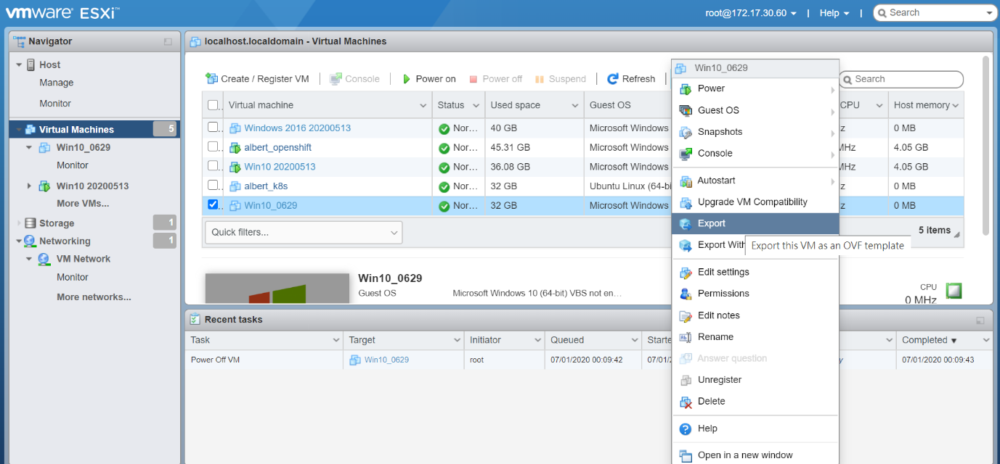 vmware ESXi™
root@172.17.30.60 | Help | Search
Navigator
Host
Manage
Monitor
Virtual Machines 5
Win10_0629
Monitor
Win10 20200513
More VMs...
Storage 1
Networking 1
VM Network
Monitor
More networks...
localhost.localdomain - Virtual Machines
Create / Register VM | Console | Power on Power off Suspend | Refresh |
Search
Virtual machine Status Used space Guest OS CPU Host memory
Windows 2016 20200513 Nor... 40 GB Microsoft Windows 0 MB
albert_openshift Nor... 45.31 GB Microsoft Windows MHz 4.05 GB
Win10 20200513 Nor... 36.08 GB Microsoft Windows MHz 4.05 GB
albert_k8s Nor... 32 GB Ubuntu Linux (64-bi 0 MB
Win10_0629 Nor... 32 GB Microsoft Windows 0 MB
Quick filters...
5 items
Win10_0629
Guest OS Microsoft Windows 10 (64-bit) VBS not en...
CPU
0 MHz
Win10_0629
Power
Guest OS
Snapshots
Console
Autostart
Upgrade VM Compatibility
Export
Export With
Export this VM as an OVF template
Edit settings
Permissions
Edit notes
Rename
Answer question
Unregister
Delete
Help
Open in a new window
Recent tasks
Task Target Initiator Queued Starte Completed ▼
Power Off VM Win10_0629 root 07/01/2020 00:09:42 07/01/ 07/01/2020 00:09:43